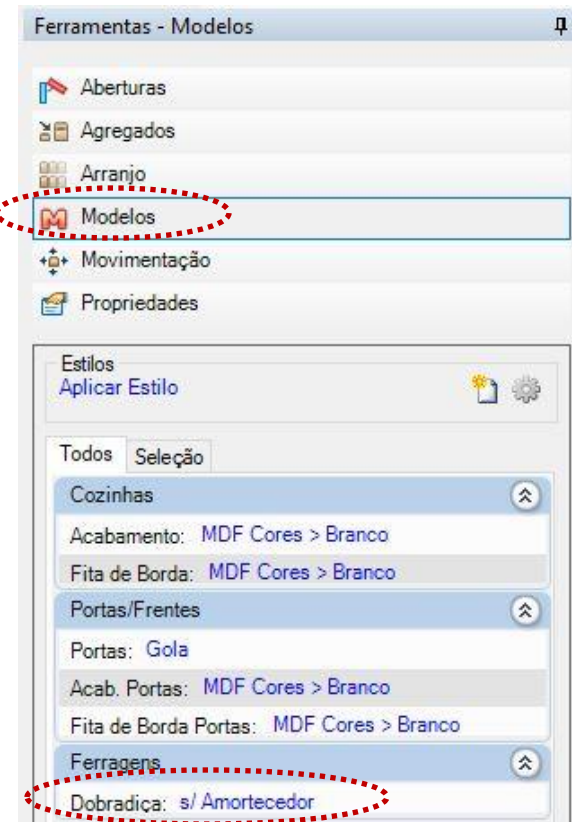 Ferramentas - Modelos
Aberturas
Agregados
Arranjo
Modelos
Movimentação
Propriedades
Estilos
Aplicar Estilo
Todos Seleção
Cozinhas
Acabamento: MDF Cores > Branco
Fita de Borda: MDF Cores > Branco
Portas/Frentes
Portas: Gola
Acab. Portas: MDF Cores > Branco
Fita de Borda Portas: MDF Cores > Branco
Ferragens
Dobradiça: s/ Amortecedor